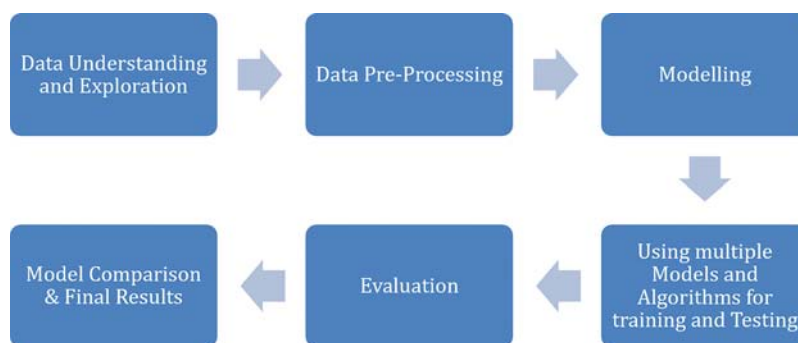 Data Understanding
and Exploration
Data Pre-Processing
Modelling
Using multiple
Models and
Algorithms for
training and Testing
Evaluation
Model Comparison
& Final Results